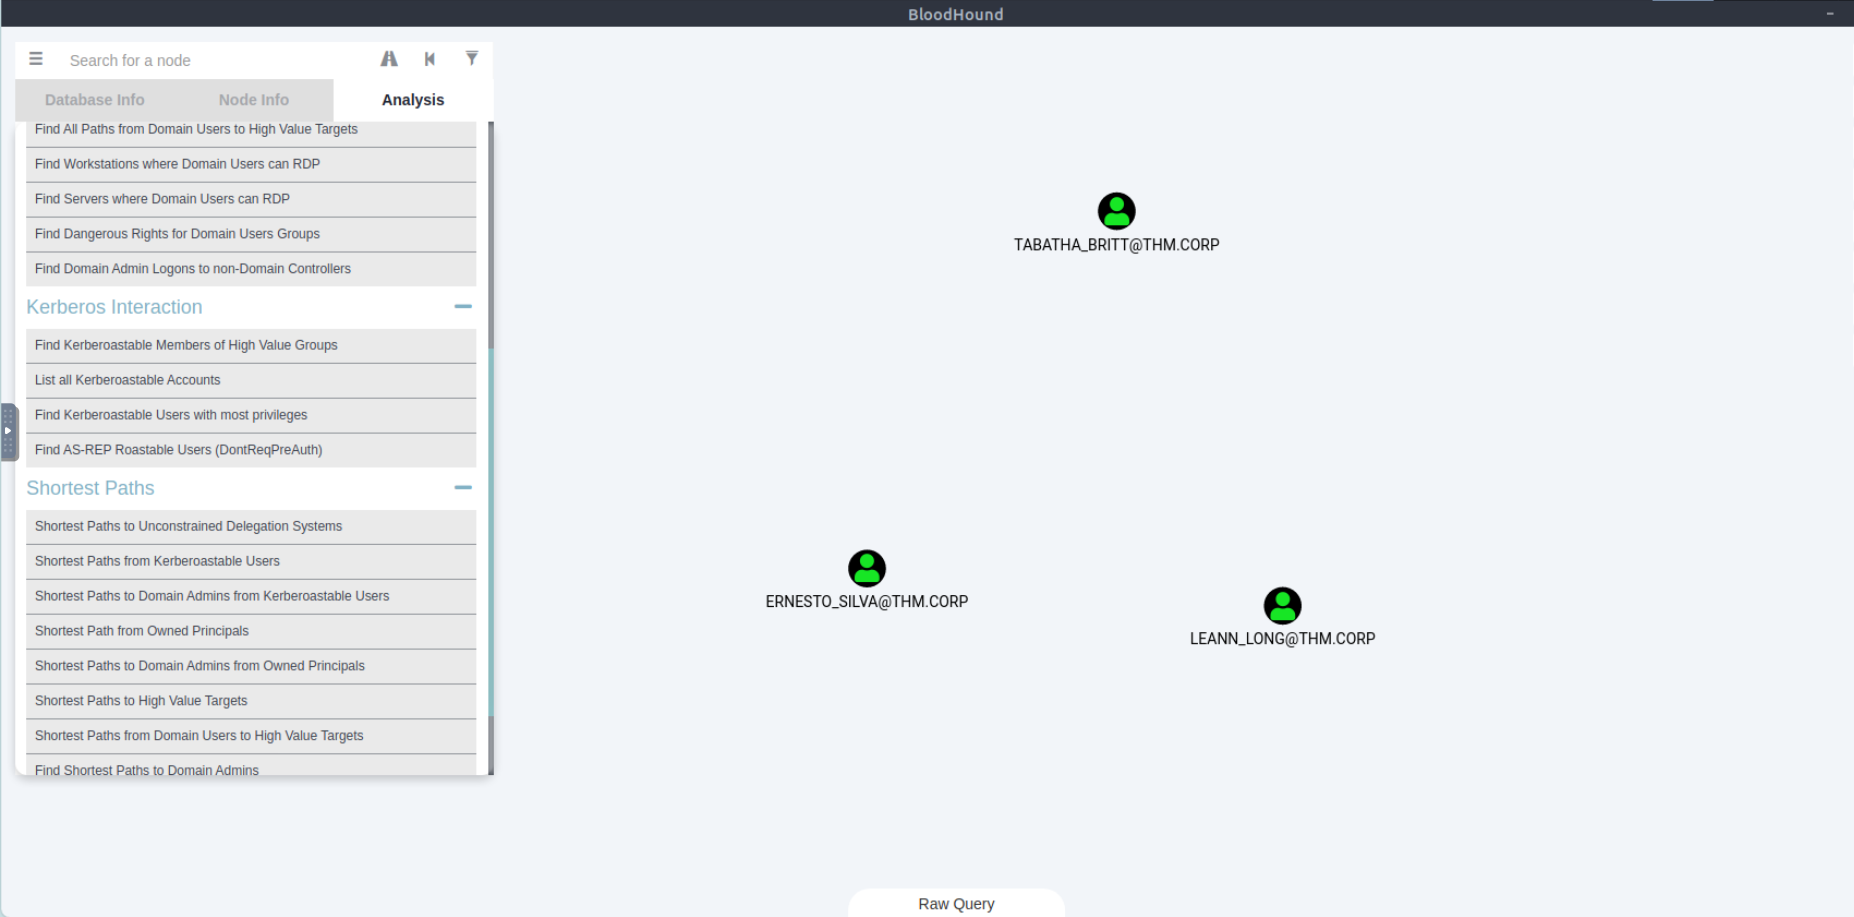 BloodHound
Search for a node
Database Info
Node Info
Analysis
Find All Paths from Domain Users to High Value Targets
Find Workstations where Domain Users can RDP
Find Servers where Domain Users can RDP
Find Dangerous Rights for Domain Users Groups
Find Domain Admin Logons to non-Domain Controllers
Kerberos Interaction
Find Kerberoastable Members of High Value Groups
List all Kerberoastable Accounts
Find Kerberoastable Users with most privileges
Find AS-REP Roastable Users (DontReqPreAuth)
Shortest Paths
Shortest Paths to Unconstrained Delegation Systems
Shortest Paths from Kerberoastable Users
Shortest Paths to Domain Admins from Kerberoastable Users
Shortest Path from Owned Principals
Shortest Paths to Domain Admins from Owned Principals
Shortest Paths to High Value Targets
Shortest Paths from Domain Users to High Value Targets
Find Shortest Paths to Domain Admins
TABATHA_BRITT@THM.CORP
ERNESTO_SILVA@THM.CORP
LEANN_LONG@THM.CORP
Raw Query